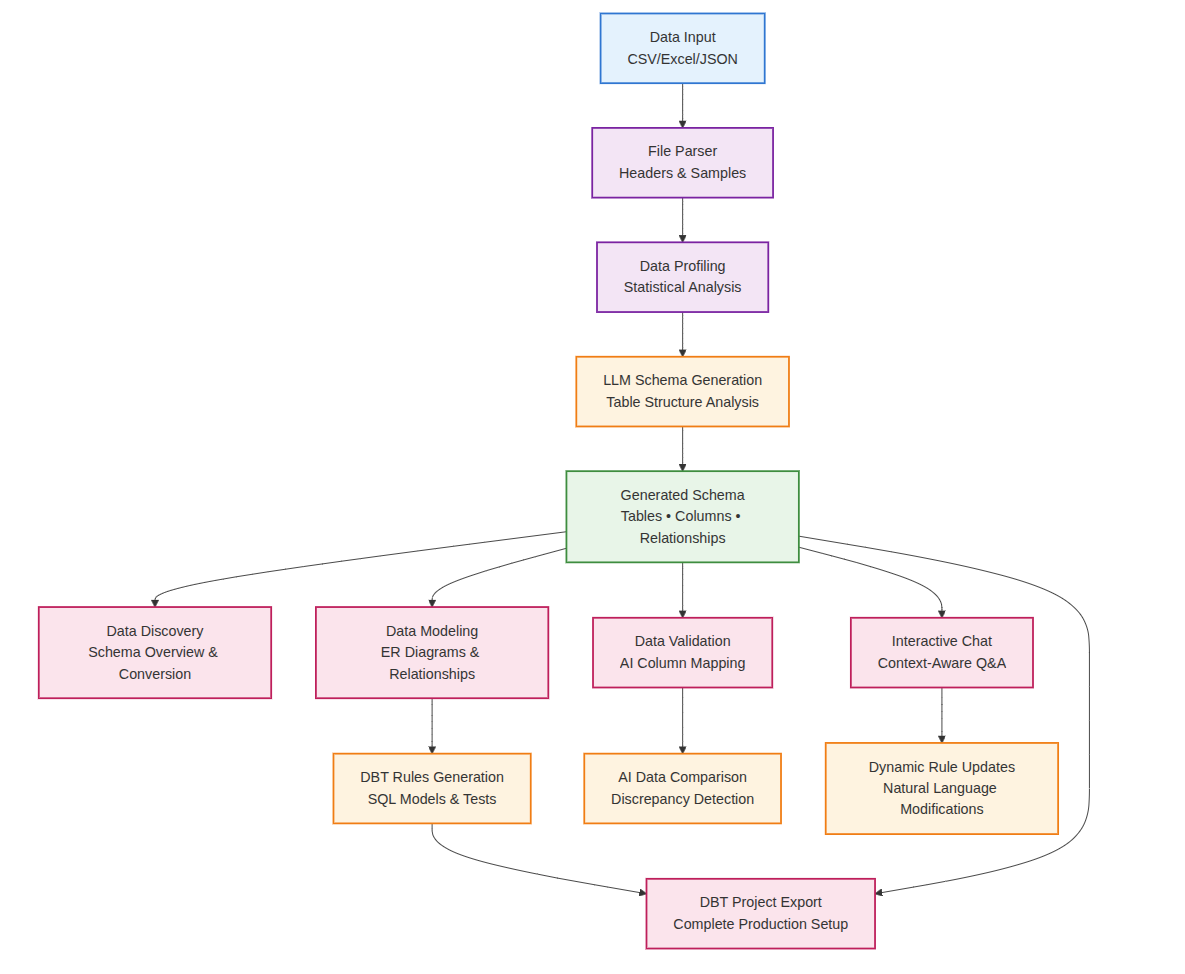 Data Input
CSV/Excel/JSON
File Parser
Headers & Samples
Data Profiling
Statistical Analysis
LLM Schema Generation
Table Structure Analysis
Generated Schema
Tables • Columns •
Relationships
Data Discovery
Schema Overview &
Conversion
Data Modeling
ER Diagrams &
Relationships
Data Validation
AI Column Mapping
Interactive Chat
Context-Aware Q&A
DBT Rules Generation
SQL Models & Tests
AI Data Comparison
Discrepancy Detection
Dynamic Rule Updates
Natural Language
Modifications
DBT Project Export
Complete Production Setup